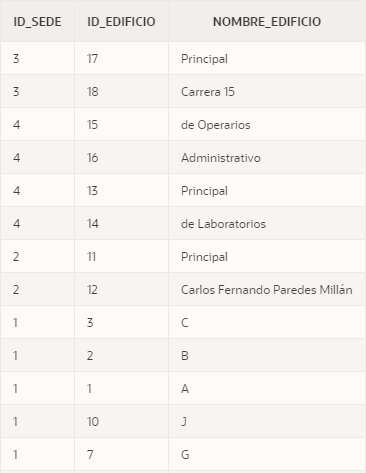 ID_SEDE ID_EDIFICIO NOMBRE_EDIFICIO
3 17 Principal
3 18 Carrera 15
4 15 de Operarios
4 16 Administrativo
4 13 Principal
4 14 de Laboratorios
2 11 Principal
2 12 Carlos Fernando Paredes Millán
1 3 C
1 2 B
1 1 A
1 10 J
1 7 G